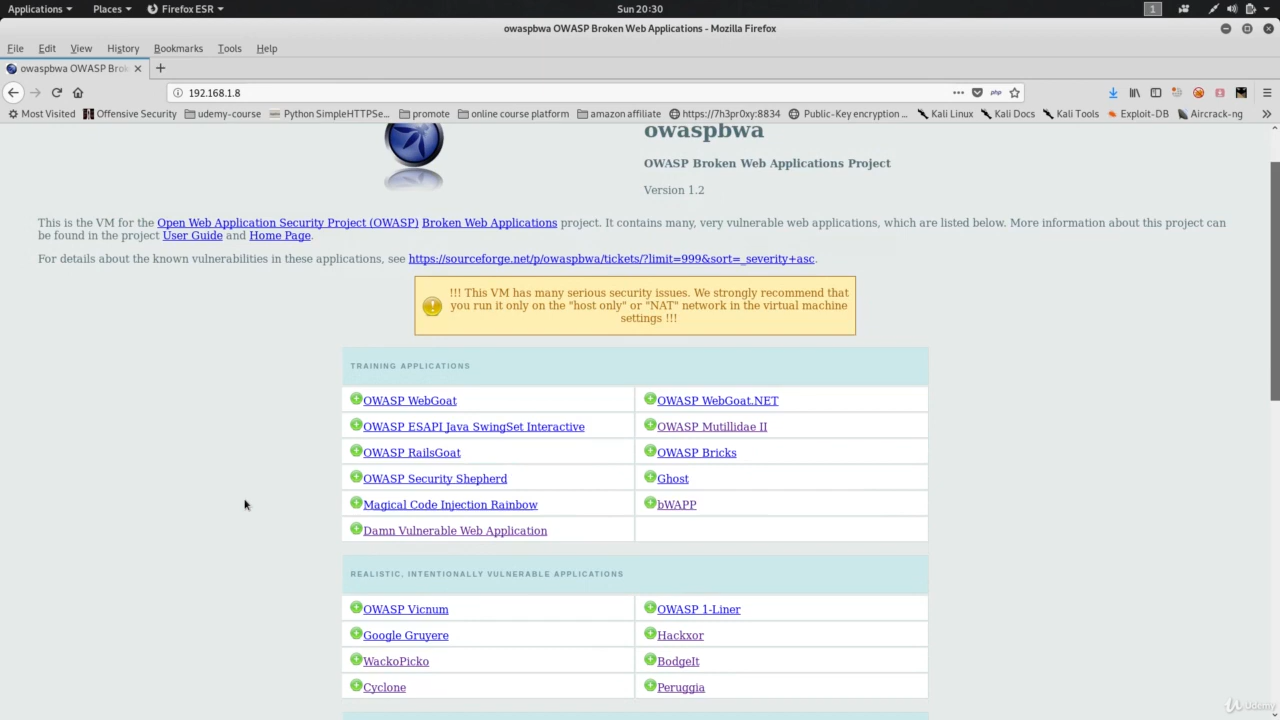 Applications Places Firefox ESR Sun 20:30 1
owaspbwa OWASP Broken Web Applications - Mozilla Firefox
File Edit View History Bookmarks Tools Help
owaspbwa OWASP Brok
192.168.1.8 php
Most Visited Offensive Security udemy-course Python SimpleHTTPSe... promote online course platform amazon affiliate https://7h3pr0xy:8834 Public-Key encryption ... Kali Linux Kali Docs Kali Tools Exploit-DB Aircrack-ng
owaspbwa
OWASP Broken Web Applications Project
Version 1.2
This is the VM for the Open Web Application Security Project (OWASP) Broken Web Applications project. It contains many, very vulnerable web applications, which are listed below. More information about this project can
be found in the project User Guide and Home Page.
For details about the known vulnerabilities in these applications, see https://sourceforge.net/p/owaspbwa/tickets/?limit=999&sort=_severity+asc.
!!! This VM has many serious security issues. We strongly recommend that
you run it only on the "host only" or "NAT" network in the virtual machine
settings !!!
TRAINING APPLICATIONS
OWASP WebGoat OWASP WebGoat.NET
OWASP ESAPI Java SwingSet Interactive OWASP Mutillidae II
OWASP RailsGoat OWASP Bricks
OWASP Security Shepherd Ghost
Magical Code Injection Rainbow bWAPP
Damn Vulnerable Web Application
REALISTIC, INTENTIONALLY VULNERABLE APPLICATIONS
OWASP Vicnum OWASP 1-Liner
Google Gruyere Hackxor
WackoPicko BodgeIt
Cyclone Peruggia
Udemy